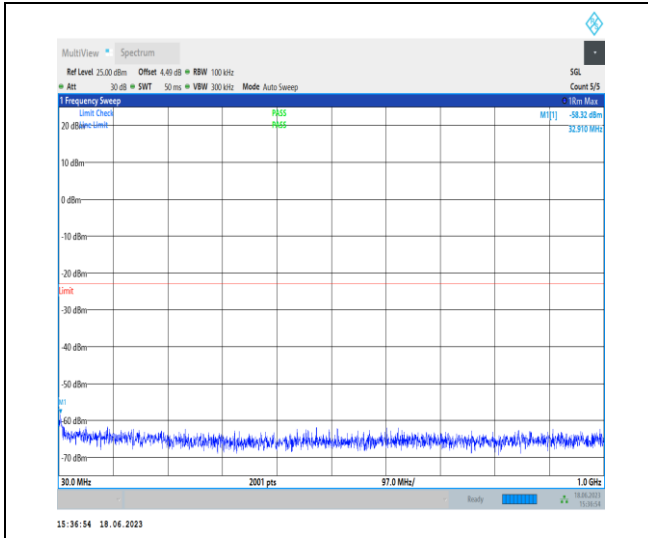 MultiView Spectrum
Ref Level 25.00 dBm Offset 4.49 dB RBW 100 kHz SGL
Att 30 dB SWT 50 ms VBW 300 kHz Mode Auto Sweep Count 5/5
1 Frequency Sweep 1Rm Max
Limit Check PASS M1[1] -58.32 dBm
20 dBm Line Limit PASS 32.910 MHz
10 dBm
0 dBm
-10 dBm
-20 dBm
Limit
-30 dBm
-40 dBm
-50 dBm
M1
-60 dBm
-70 dBm
30.0 MHz 2001 pts 97.0 MHz/ 1.0 GHz
Ready 18.06.2023
15:36:54
15:36:54 18.06.2023